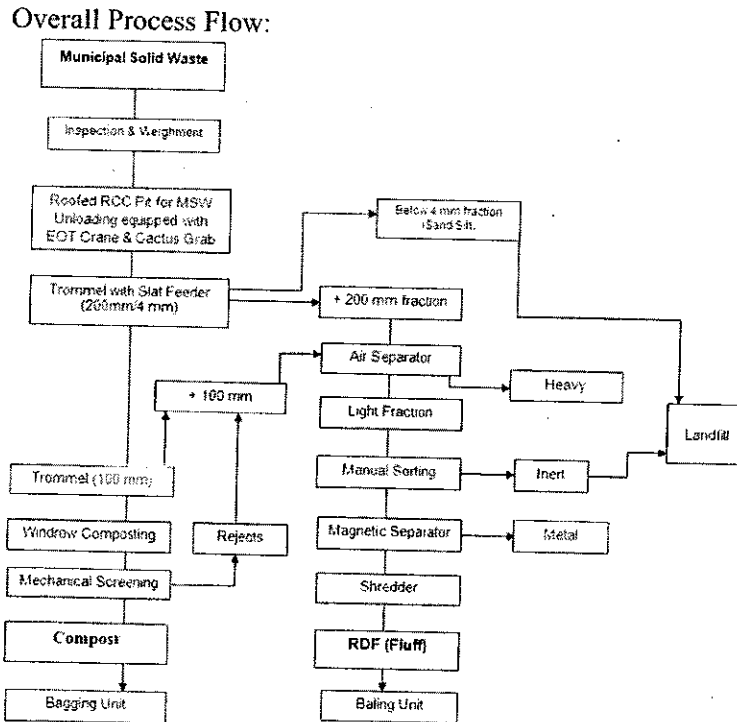 Overall Process Flow:
Municipal Solid Waste
Inspection & Weighment
Roofed RCC Pit for MSW
Unloading equipped with
EOT Crane & Cactus Grab
Below 4 mm fraction
(Sand Silt,
Trommel with Slat Feeder
(200mm/4 mm)
+ 200 mm fraction
Air Separator
+ 100 mm
Heavy
Light Fraction
Landfill
Trommel (100 mm)
Manual Sorting
Inert
Windrow Composting
Rejects
Magnetic Separator
Metal
Mechanical Screening
Shredder
Compost
RDF (Fluff)
Bagging Unit
Baling Unit